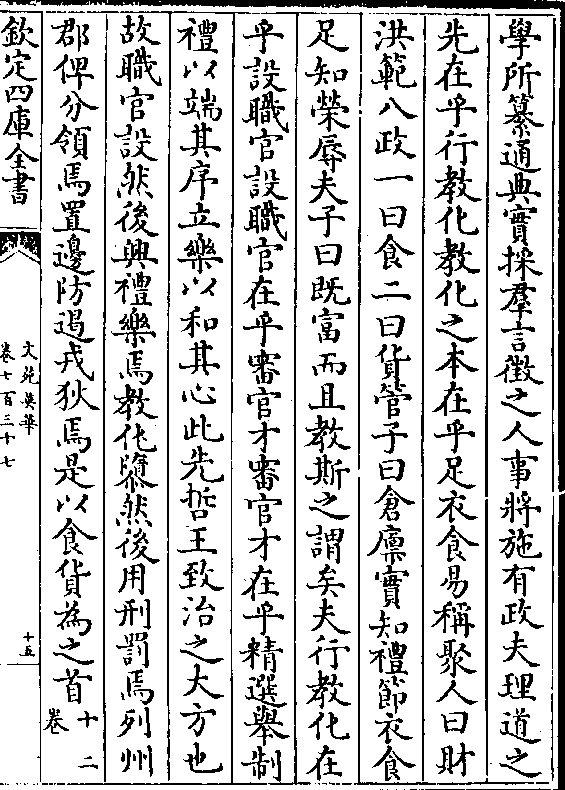 學所纂通典實採羣言徵之人事將施有政夫理道之
先在乎行教化教化之本在乎足衣食易稱聚人曰財
洪範八政一曰食二曰貨管子曰倉廪實知禮節衣食
足知榮辱夫子曰既富而且教斯之謂矣夫行教化在
乎設職官設職官在乎審官才審官才在乎精選舉制
禮以端其序立樂以和其心此先哲王致治之大方也
故職官設然後興禮樂焉教化隳然後用刑罰焉列州
郡俾分領焉置邊防遏戎狄焉是以食貨為之首十二卷
欽定四庫全書
文苑英華
卷七百三十七
十五